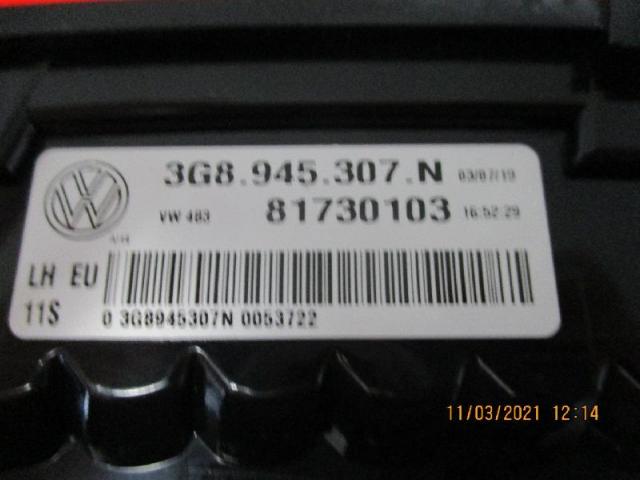 3G8.945.307.N 03/07/19
VW 483 81730103 16:52:29
LH EU
11S
0 3G8945307N 0053722
11/03/2021 12:14